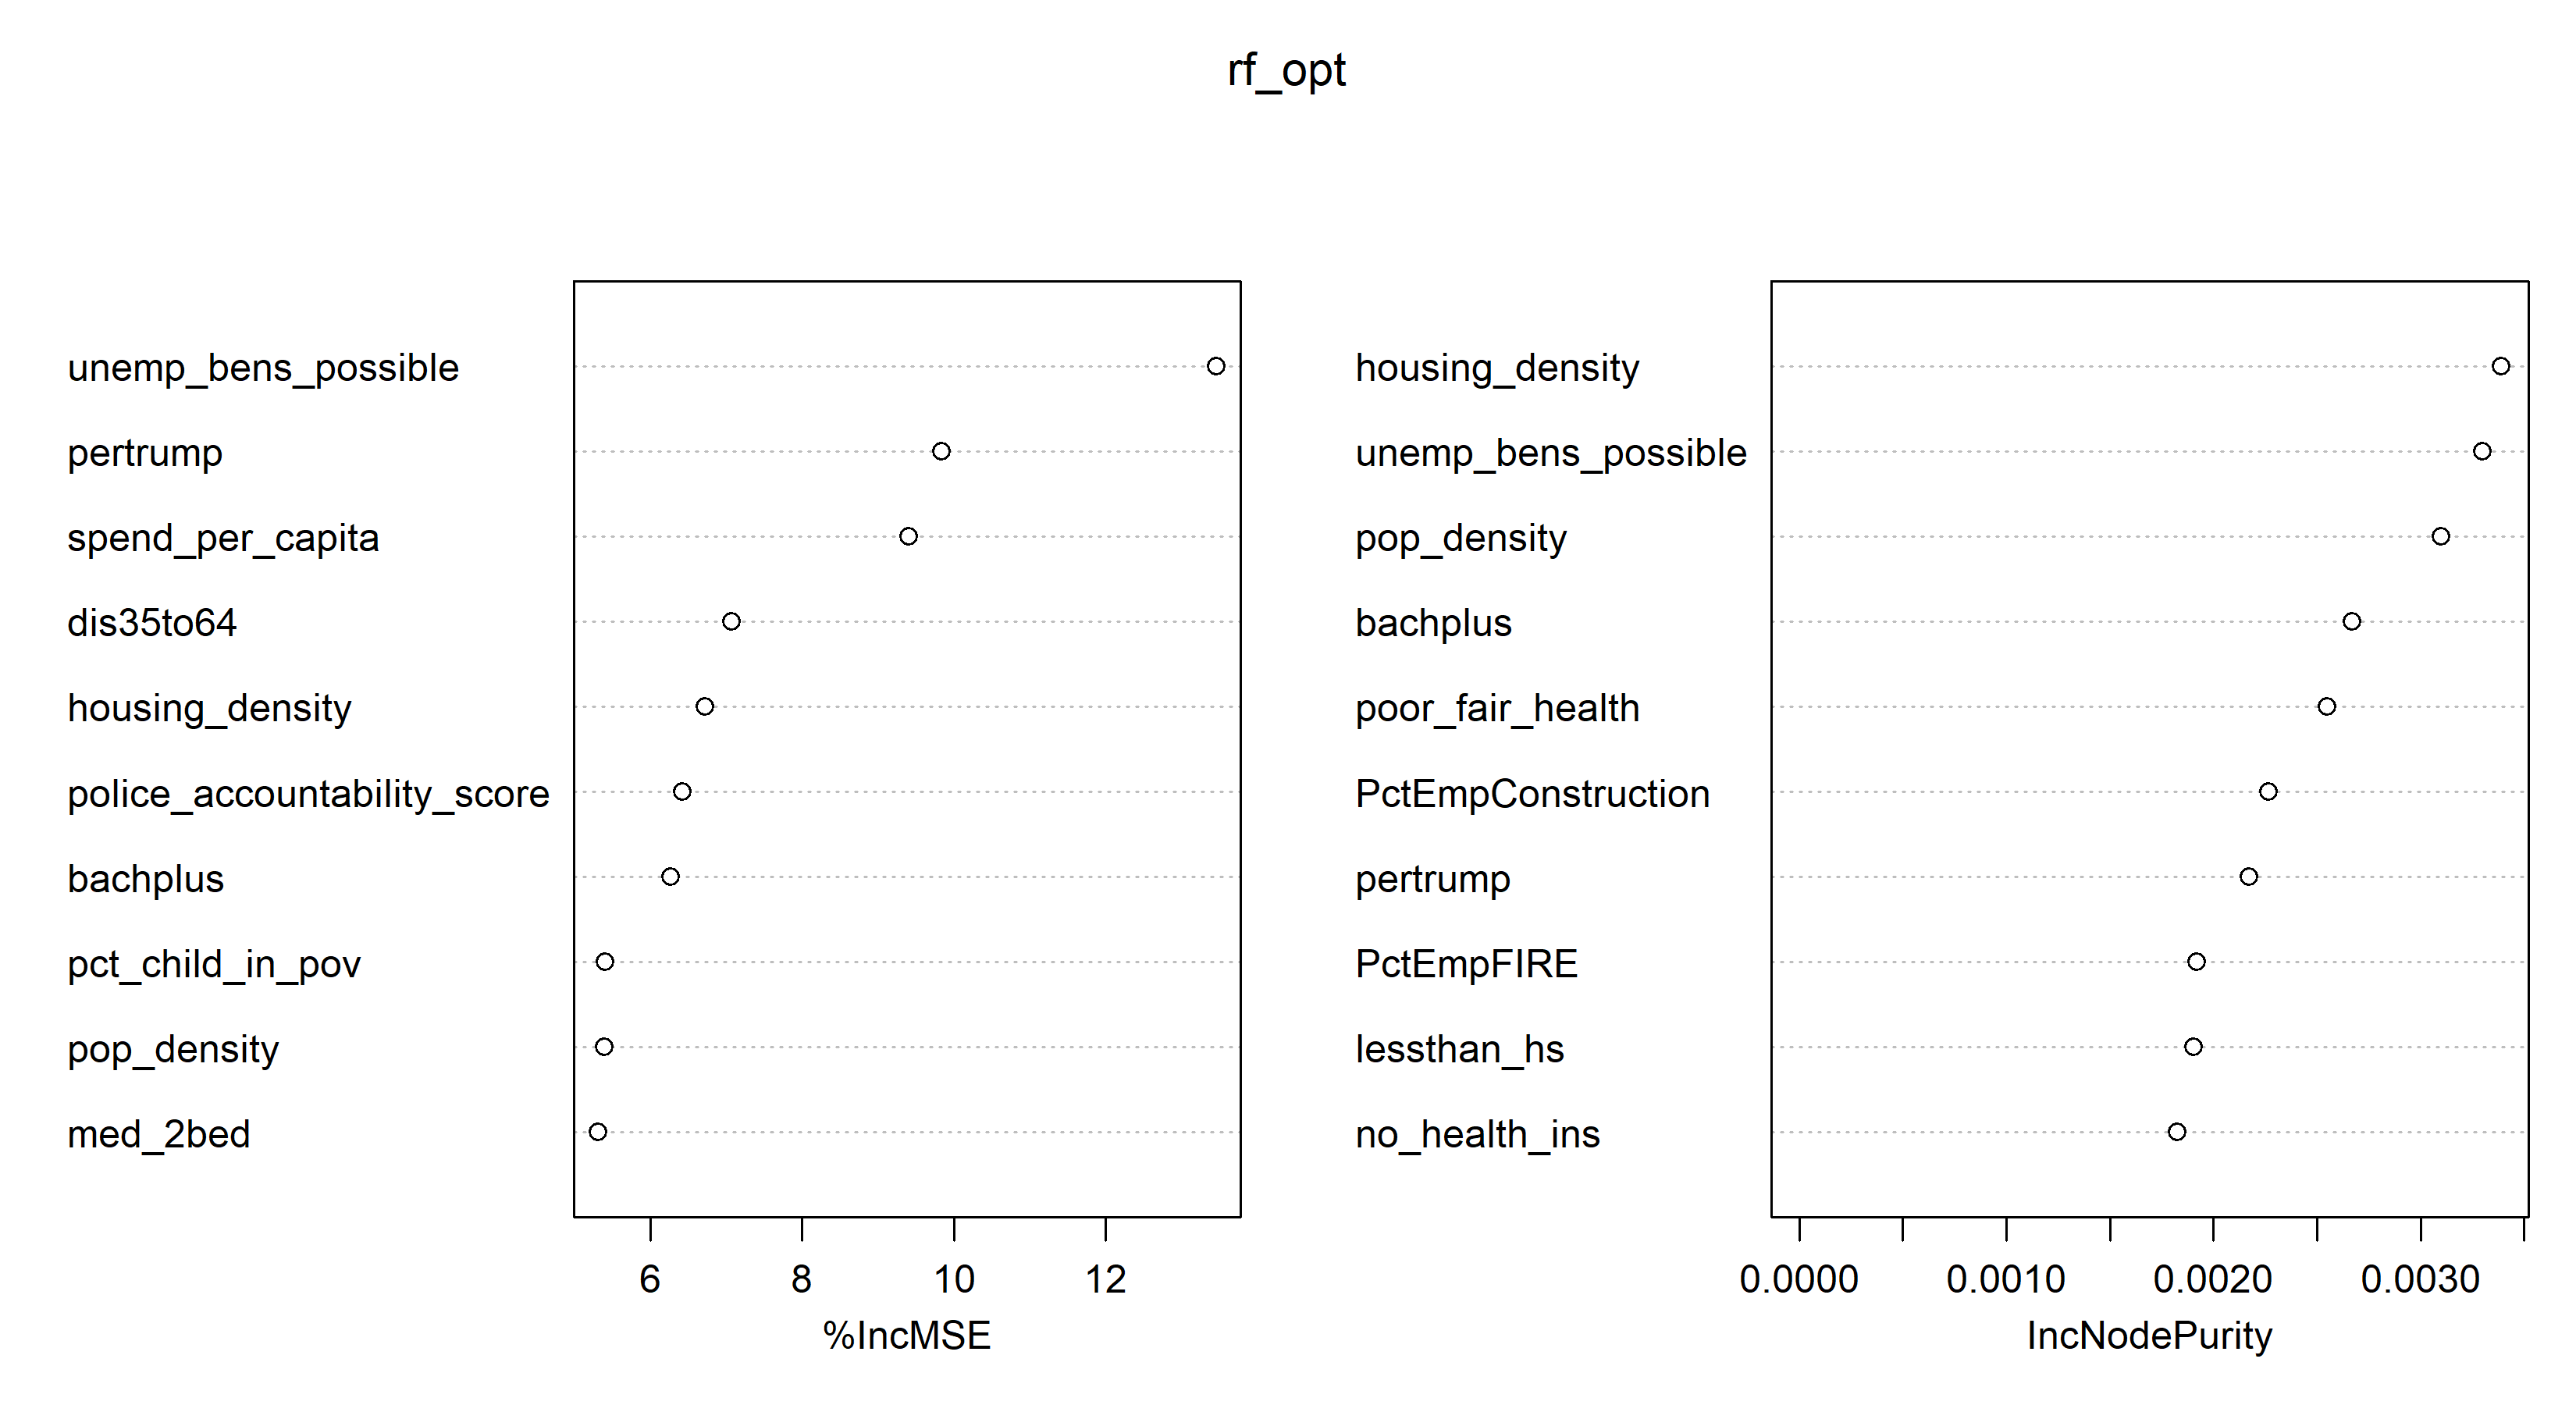 rf_opt
unemp_bens_possible
pertrump
spend_per_capita
dis35to64
housing_density
police_accountability_score
bachplus
pct_child_in_pov
pop_density
med_2bed
6 8 10 12
%IncMSE
housing_density
unemp_bens_possible
pop_density
bachplus
poor_fair_health
PctEmpConstruction
pertrump
PctEmpFIRE
lessthan_hs
no_health_ins
0.0000 0.0010 0.0020 0.0030
IncNodePurity